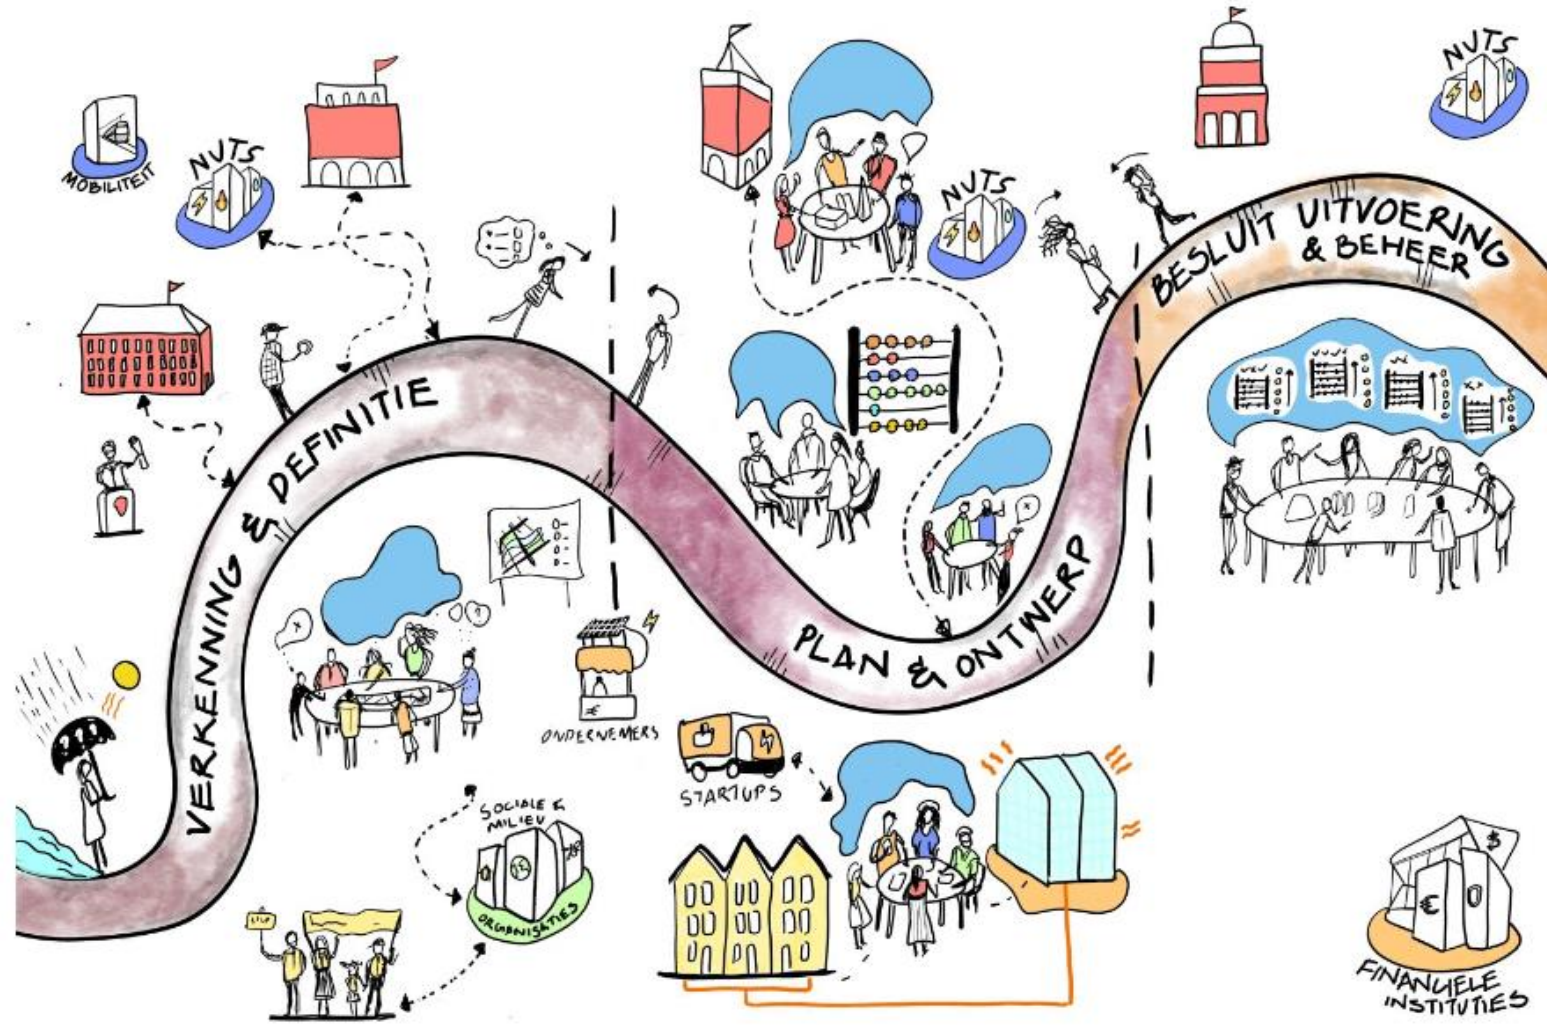 MOBILITEIT
NUTS
VERKENNING & DEFINITIE
ONDERNEMERS
SOCIALE &
MILIEU
ORGANISATIES
NUTS
PLAN & ONTWERP
STARTUPS
NUTS
BESLUIT UITVOERING
& BEHEER
€
$
€
FINANCIELE
INSTITUTIES